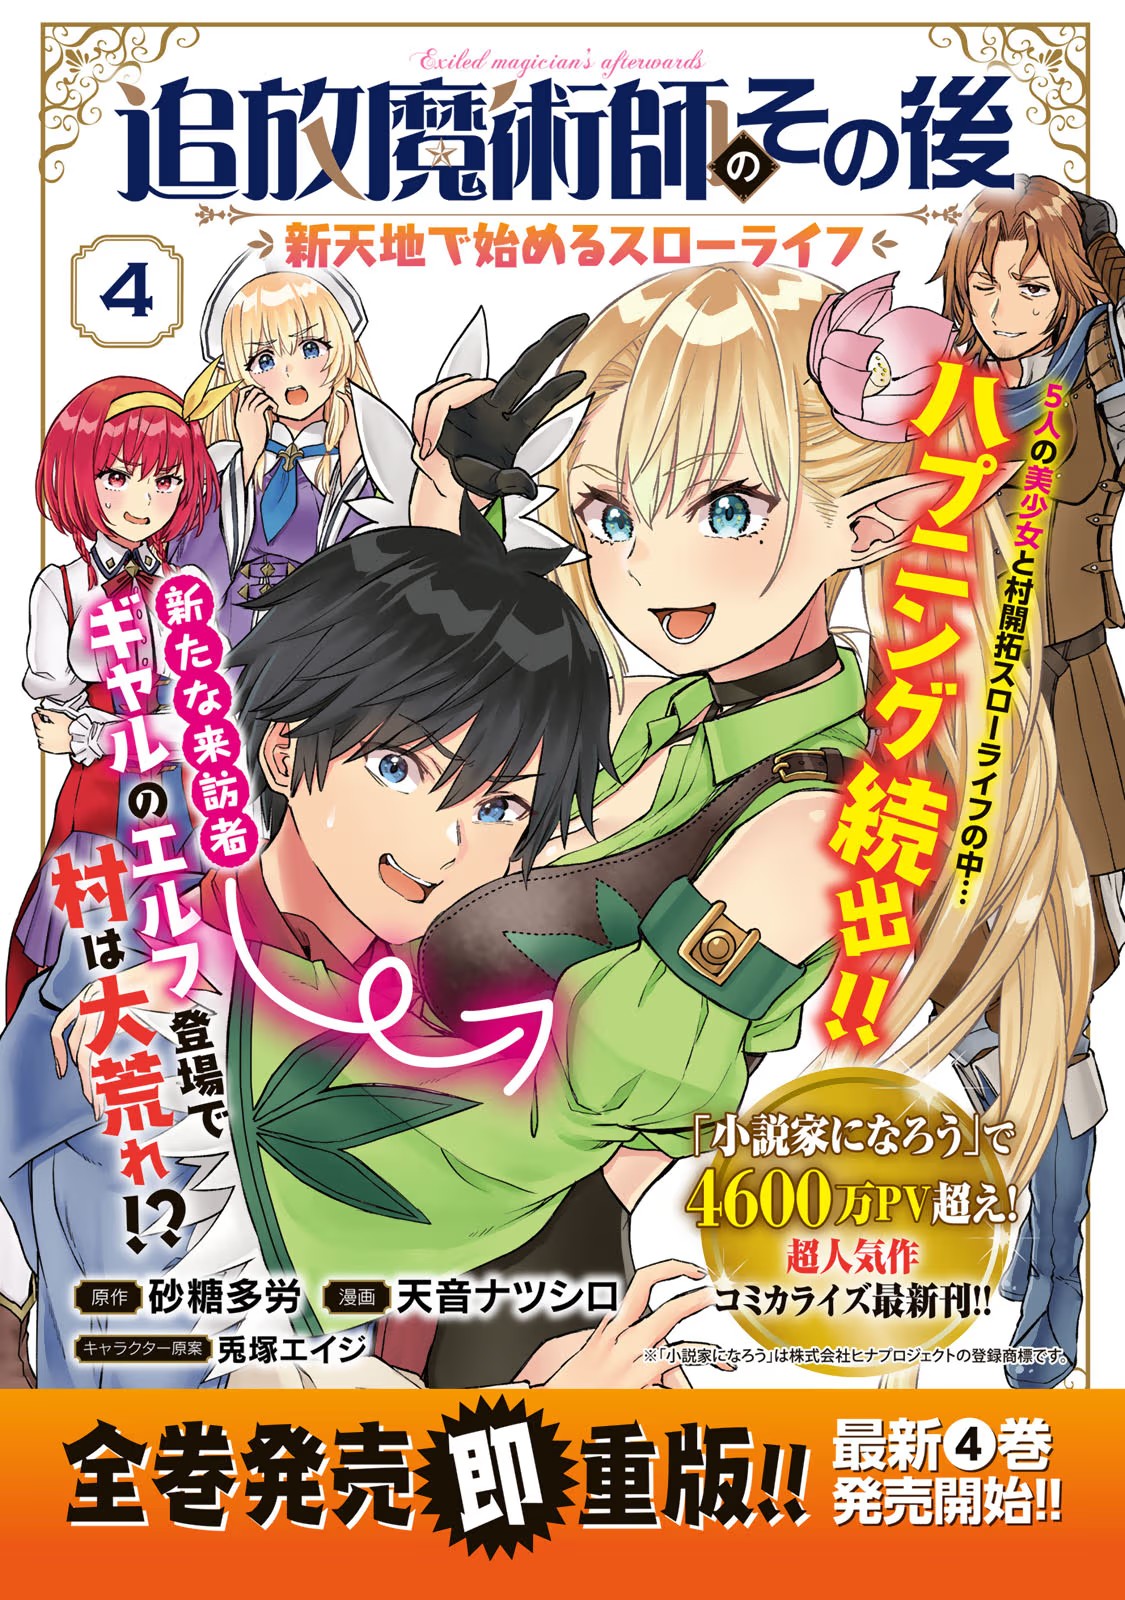 Exiled magician's afterwards
追放魔術師のその後
新天地で始めるスローライフ
4
5人の美少女と村開拓スローライフの中…
ハプニング続出!!
新たな来訪者
ギャルのエルフ登場で
村は大荒れ!?
「小説家になろう」で
4600万PV超え!
超人気作
コミカライズ最新刊!!
原作 砂糖多労 漫画 天音ナツシロ
キャラクター原案 兎塚エイジ
※「小説家になろう」は株式会社ヒナプロジェクトの登録商標です。
全巻発売即重版!!
最新4巻
発売開始!!